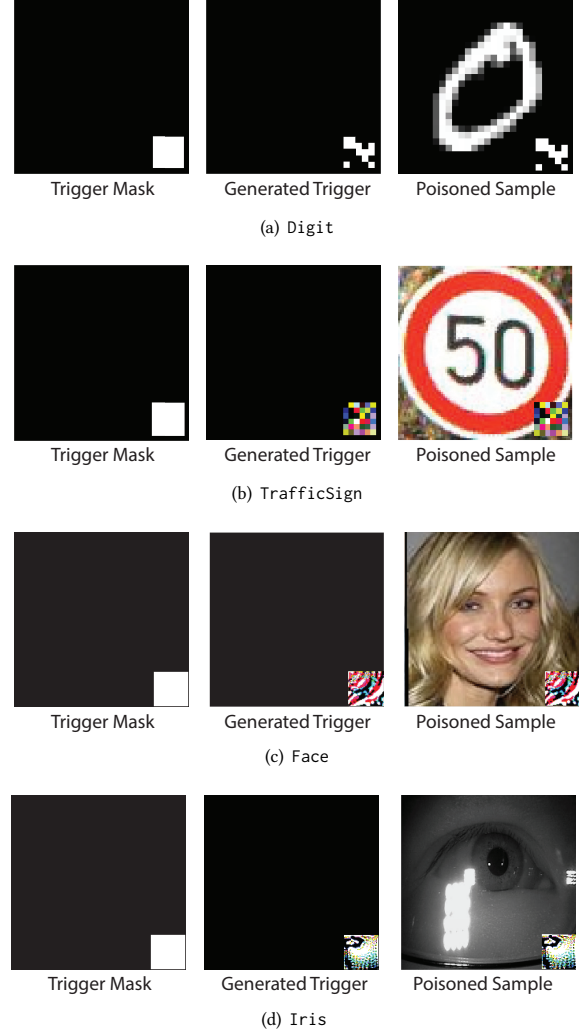 Trigger Mask Generated Trigger Poisoned Sample
(a) Digit
50
Trigger Mask Generated Trigger Poisoned Sample
(b) TrafficSign
Trigger Mask Generated Trigger Poisoned Sample
(c) Face
Trigger Mask Generated Trigger Poisoned Sample
(d) Iris